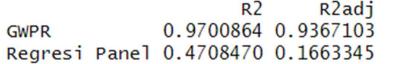 R2 R2adj
GWPR 0.9700864 0.9367103
Regresi Panel 0.4708470 0.1663345